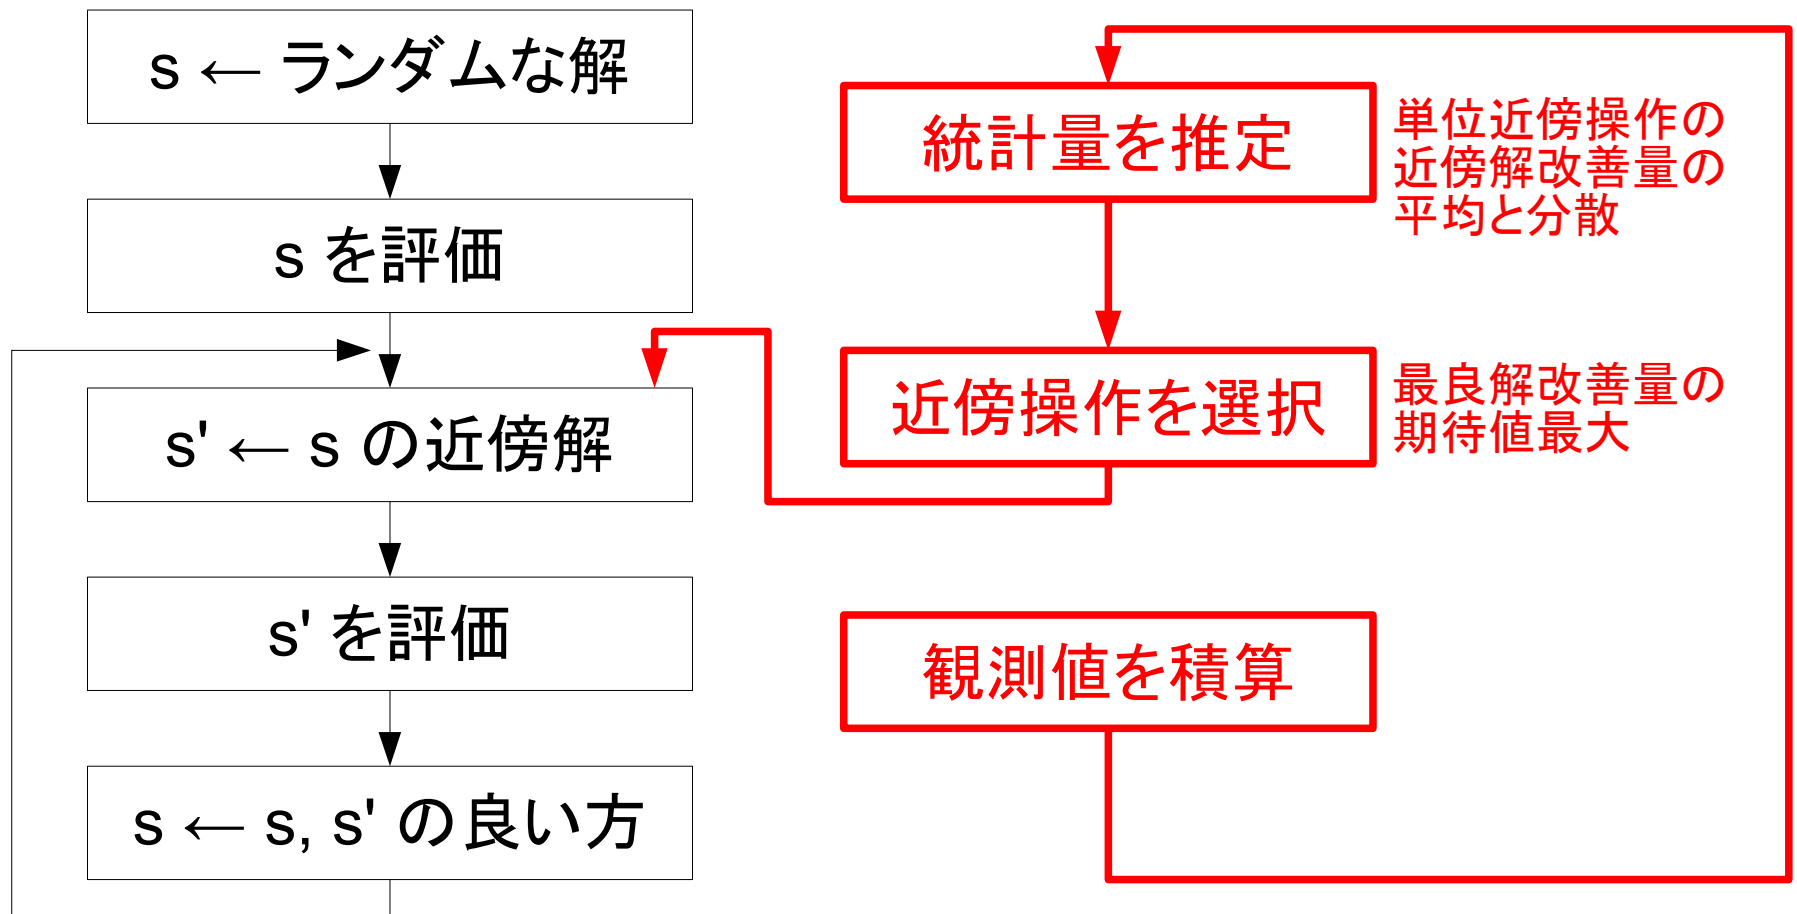 s ← ランダムな解
s を評価
s' ← s の近傍解
s' を評価
s ← s, s' の良い方
統計量を推定
単位近傍操作の
近傍解改善量の
平均と分散
近傍操作を選択
最良解改善量の
期待値最大
観測値を積算